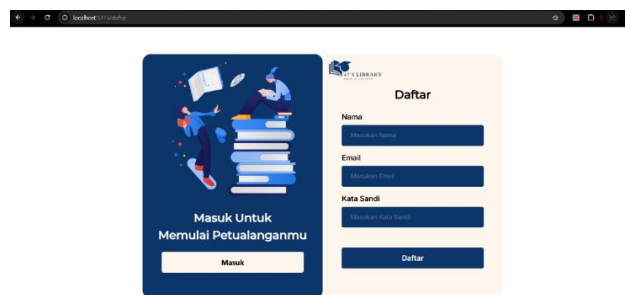 localhost:5173/daftar
47'S LIBRARY
Daftar
Nama
Masukan Nama
Email
Masukan Email
Kata Sandi
Masukan Kata Sandi
Daftar
Masuk Untuk
Memulai Petualanganmu
Masuk